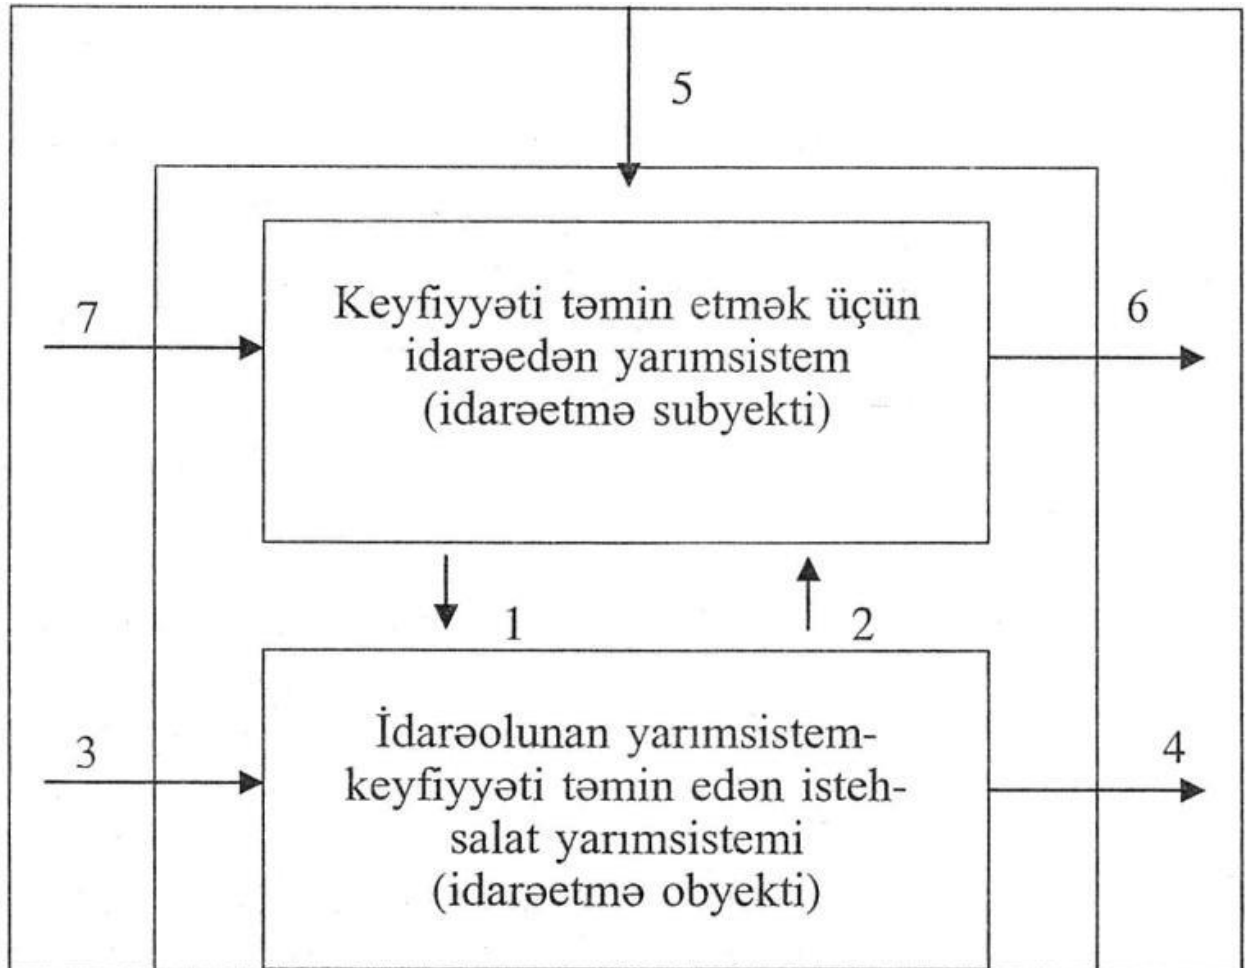 5
7
Keyfiyyəti təmin etmək üçün
idarəedən yarımsistem
(idarəetmə subyekti)
6
1
2
3
İdarəolunan yarımsistem-
keyfiyyəti təmin edən isteh-
salat yarımsistemi
(idarəetmə obyekti)
4